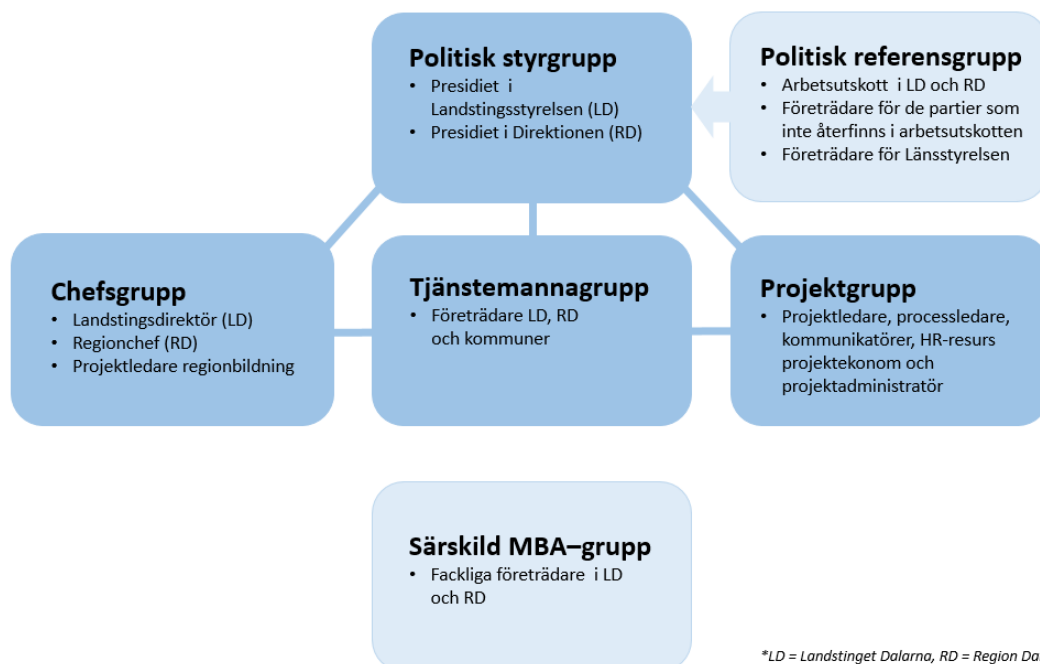 Politisk styrgrupp
• Presidiet i
Landstingsstyrelsen (LD)
• Presidiet i Direktionen (RD)
Politisk referensgrupp
• Arbetsutskott i LD och RD
• Företrädare för de partier som
inte återfinns i arbetsutskotten
• Företrädare för Länsstyrelsen
Chefsgrupp
• Landstingsdirektör (LD)
• Regionchef (RD)
• Projektledare regionbildning
Tjänstemannagrupp
• Företrädare LD, RD
och kommuner
Projektgrupp
• Projektledare, processledare,
kommunikatörer, HR-resurs
projektekonom och
projektadministratör
Särskild MBA–grupp
• Fackliga företrädare i LD
och RD
*LD = Landstinget Dalarna, RD = Region